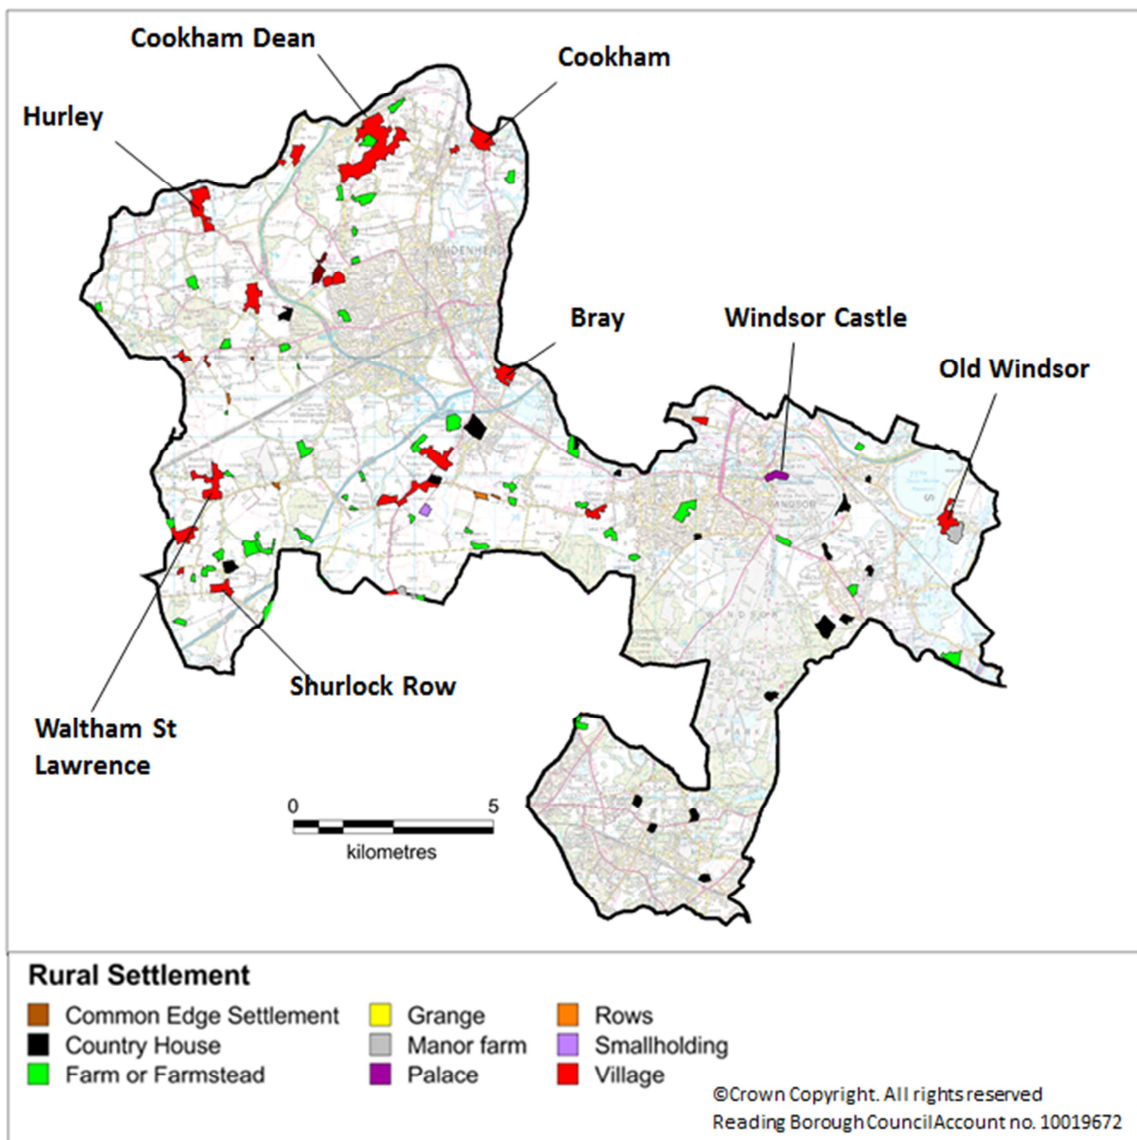 Cookham Dean
Cookham
Hurley
Bray
Windsor Castle
Old Windsor
Shurlock Row
Waltham St
Lawrence
0 5
kilometres
Rural Settlement
Common Edge Settlement
Grange
Rows
Country House
Manor farm
Smallholding
Farm or Farmstead
Palace
Village
©Crown Copyright. All rights reserved
Reading Borough Council Account no. 10019672